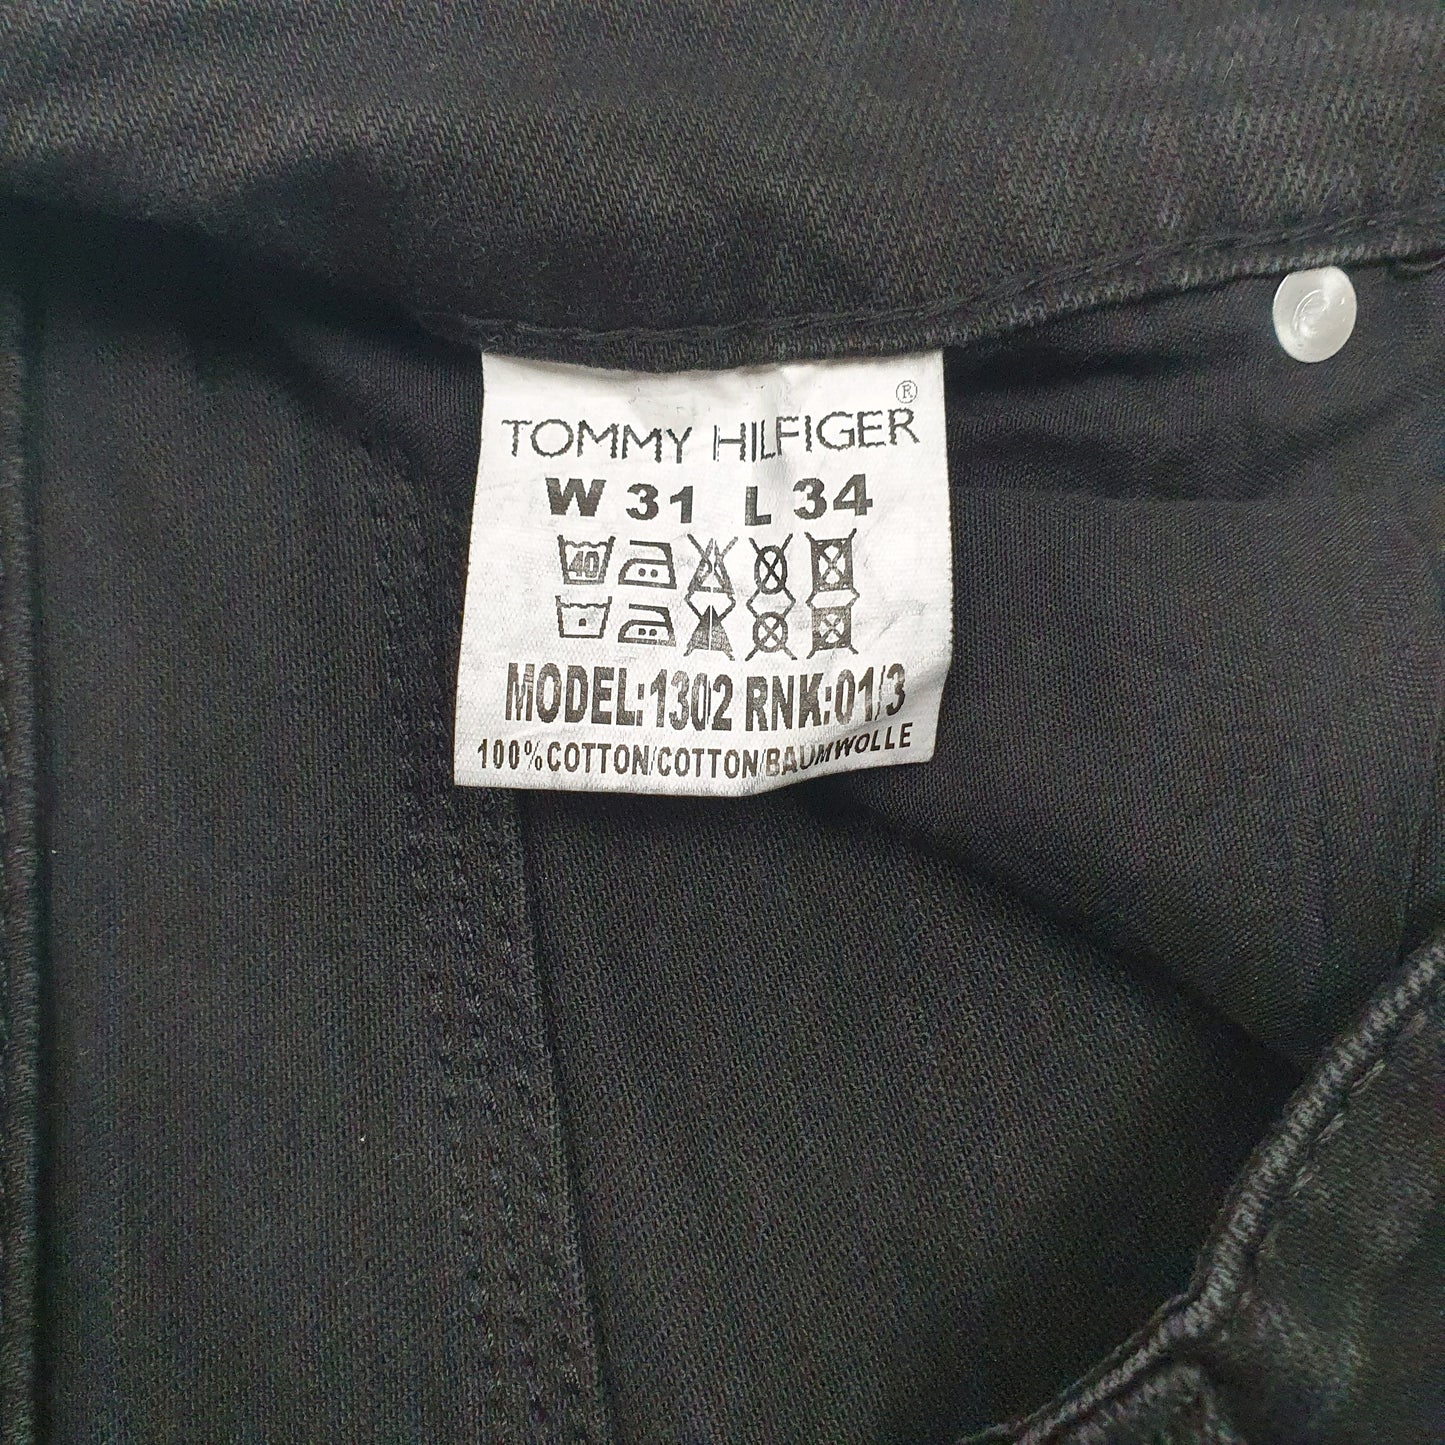 TOMMY HILFIGER®
W 31 L 34
40
MODEL:1302 RNK:01/3
100%COTTON/COTTON/BAUMWOLLE